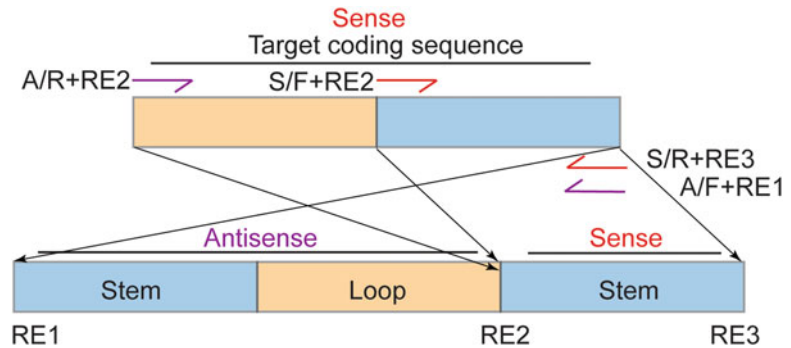 Sense
Target coding sequence
A/R+RE2 S/F+RE2
S/R+RE3
A/F+RE1
Antisense Sense
Stem Loop Stem
RE1 RE2 RE3